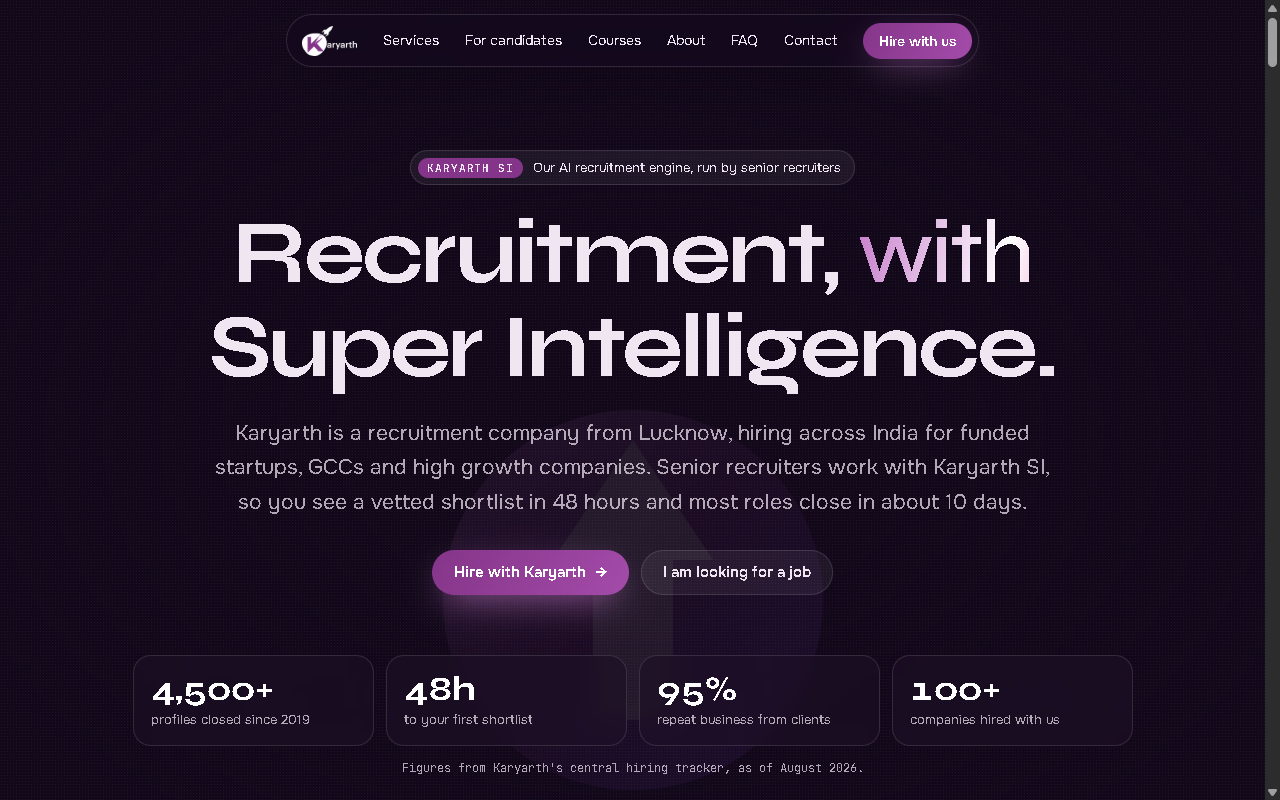 Karyarth
Services
For candidates
Courses
About
FAQ
Contact
Hire with us
KARYARTH SI
Our AI recruitment engine, run by senior recruiters
Recruitment, with
Super Intelligence.
Karyarth is a recruitment company from Lucknow, hiring across India for funded
startups, GCCs and high growth companies. Senior recruiters work with Karyarth SI,
so you see a vetted shortlist in 48 hours and most roles close in about 10 days.
Hire with Karyarth →
I am looking for a job
4,500+
profiles closed since 2019
48h
to your first shortlist
95%
repeat business from clients
100+
companies hired with us
Figures from Karyarth's central hiring tracker, as of August 2026.